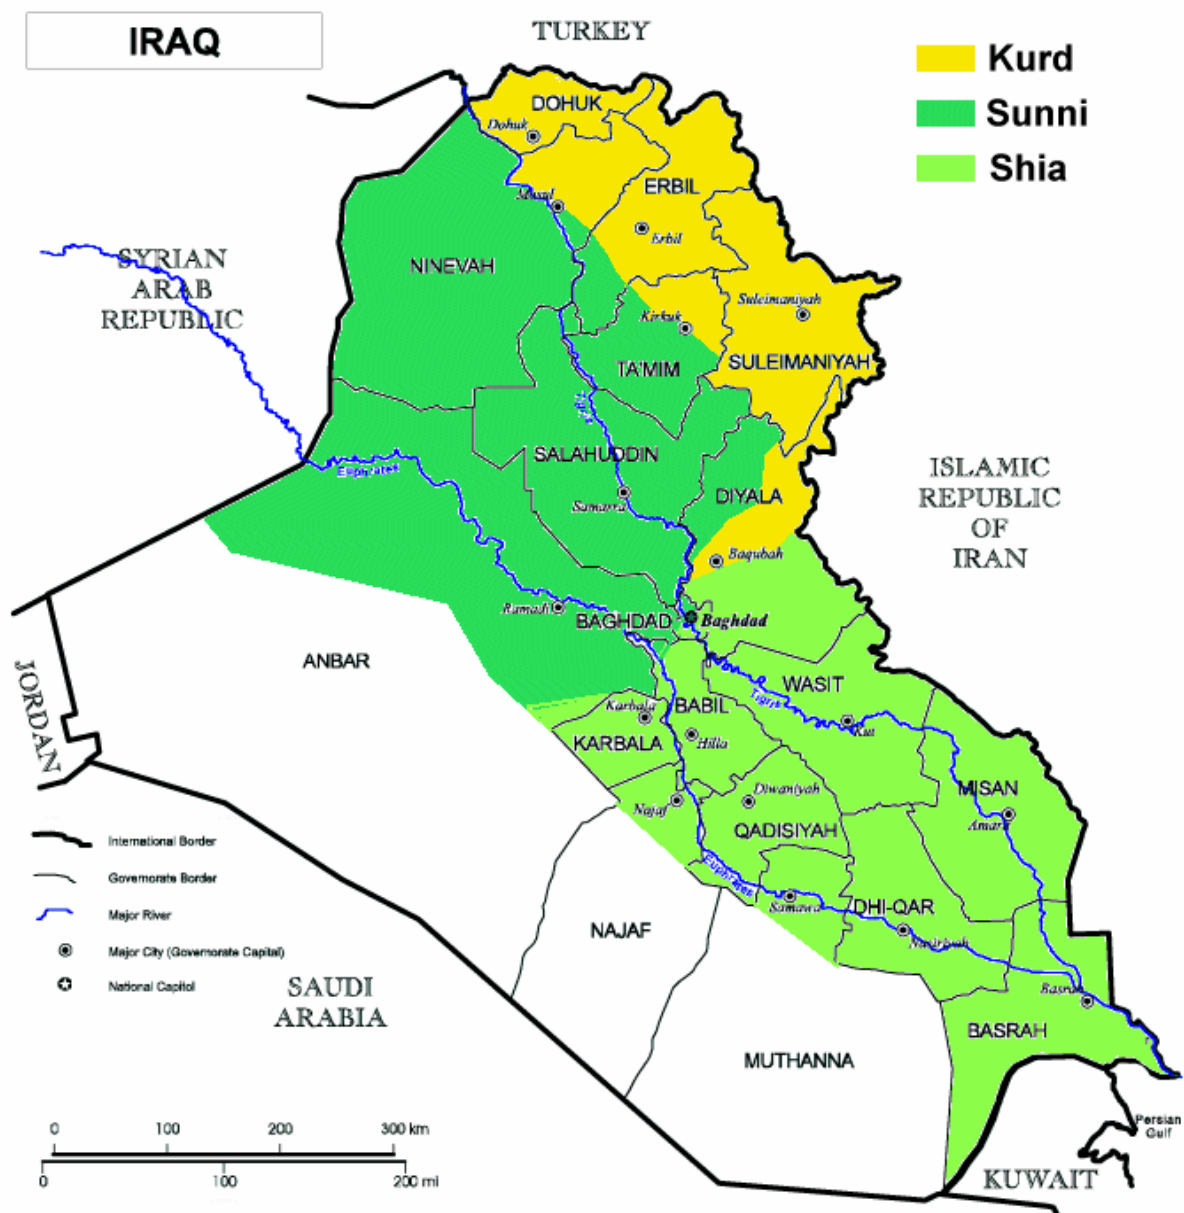 IRAQ
TURKEY
Kurd
Sunni
Shia
DOHUK
Dohuk
ERBIL
Mosul
Erbil
NINEVAH
SYRIAN
ARAB
REPUBLIC
Suleimaniyah
Kirkuk
TA'MIM
SULEIMANIYAH
Tigris
SALAHUDDIN
Euphrates
ISLAMIC
REPUBLIC
OF
IRAN
DIYALA
Samarra
Baqubah
Ramadi
BAGHDAD
Baghdad
ANBAR
JORDAN
WASIT
Tigris
Karbala
BABIL
Kut
KARBALA
Hilla
MISAN
Diwaniyah
Najaf
Amara
QADISIYAH
International Border
Governorate Border
Euphrates
Samawa
DHI-QAR
Major River
NAJAF
Nasiriyah
Major City (Governorate Capital)
National Capitol
SAUDI
ARABIA
Basrah
BASRAH
MUTHANNA
Persian
Gulf
0 100 200 300 km
0 100 200 mi
KUWAIT